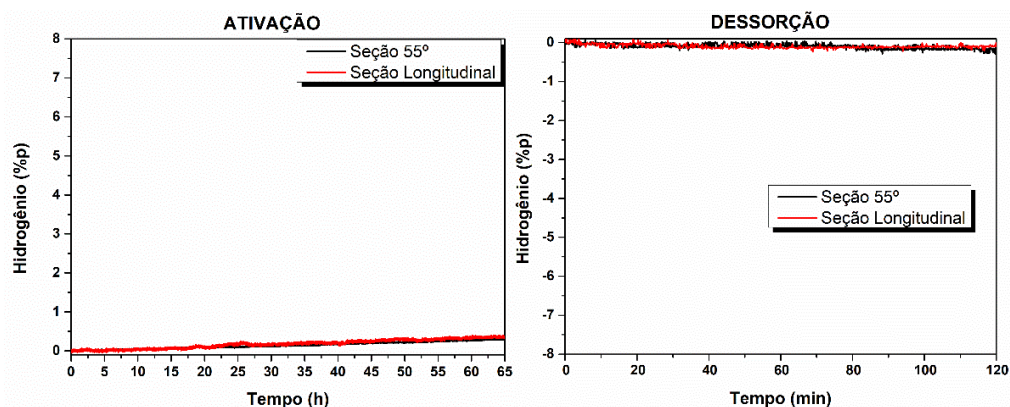 ATIVAÇÃO
8
7
6
5
4
3
2
1
0
Hidrogênio (%p)
Seção 55º
Seção Longitudinal
0 5 10 15 20 25 30 35 40 45 50 55 60 65
Tempo (h)
DESSORÇÃO
0
-1
-2
-3
-4
-5
-6
-7
-8
Hidrogênio (%p)
Seção 55º
Seção Longitudinal
0 20 40 60 80 100 120
Tempo (min)